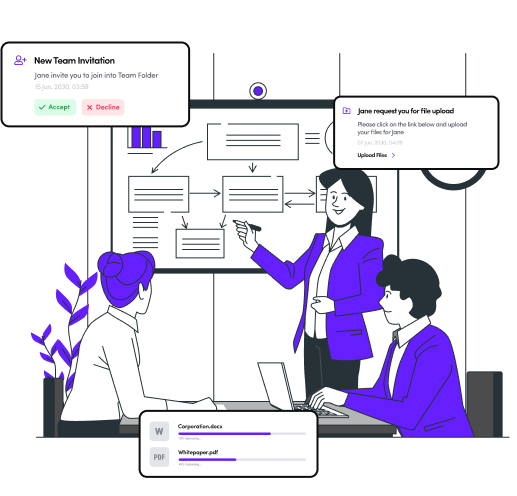 New Team Invitation
Jane invite you to join into Team Folder
15 Jun, 2030, 03:59
Accept
Decline
Jane request you for file upload
Please click on the link below and upload
your files for Jane
Upload Files
W
Corporation.docx
PDF
Whitepaper.pdf